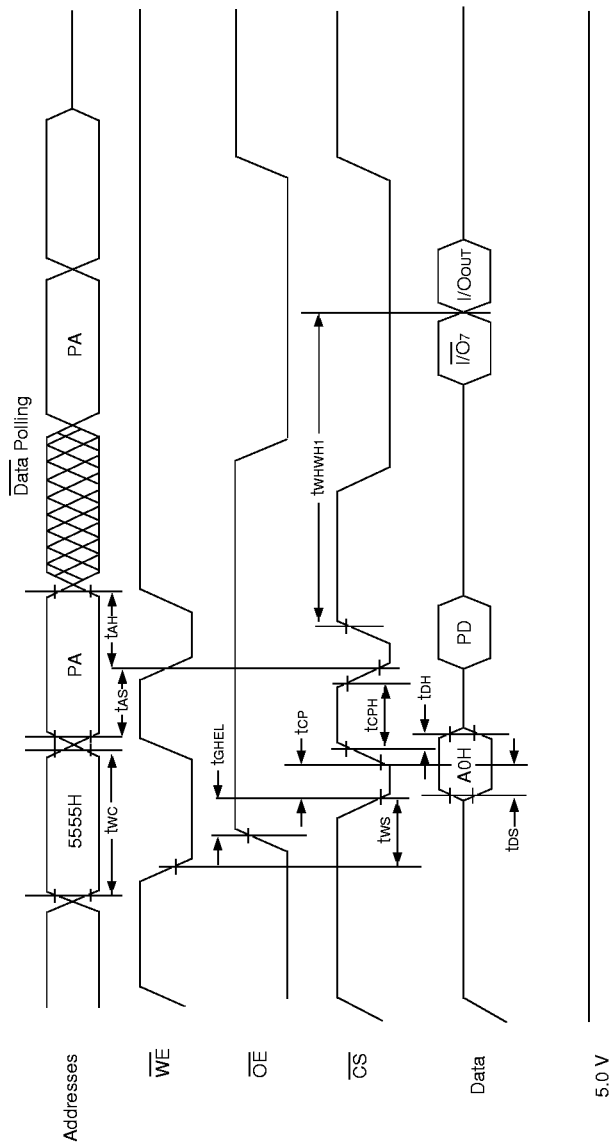 Data Polling
Addresses
5555H
PA
PA
tWC
tAS
tAH
WE
OE
tGHEL
CS
tWS
tCP
tCPH
tWHWH1
tDH
Data
A0H
PD
I/O7
I/OOUT
tDS
5.0 V